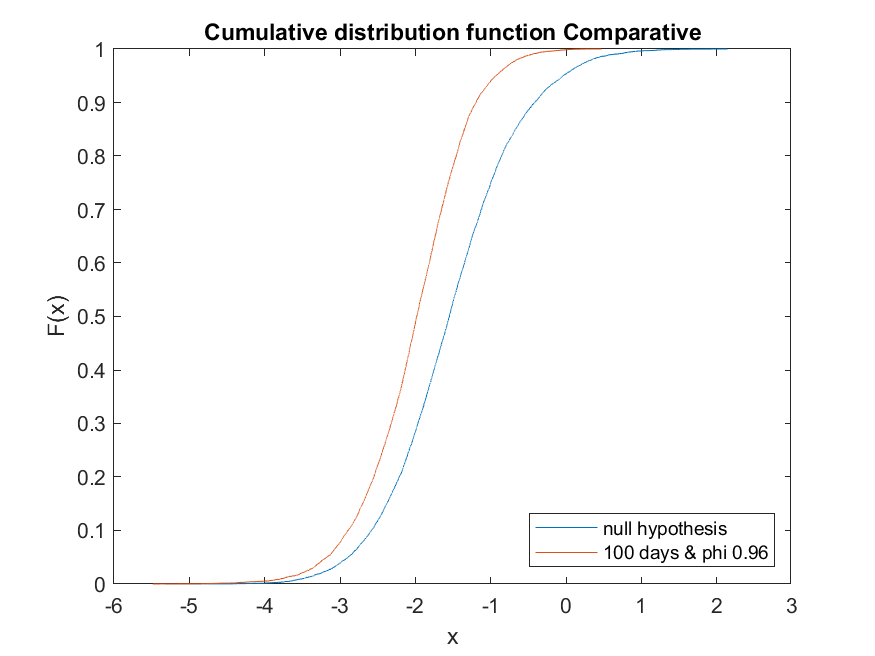 Cumulative distribution function Comparative
1
0.9
0.8
0.7
0.6
0.5
0.4
0.3
0.2
0.1
0
F(x)
-6 -5 -4 -3 -2 -1 0 1 2 3
x
null hypothesis
100 days & phi 0.96